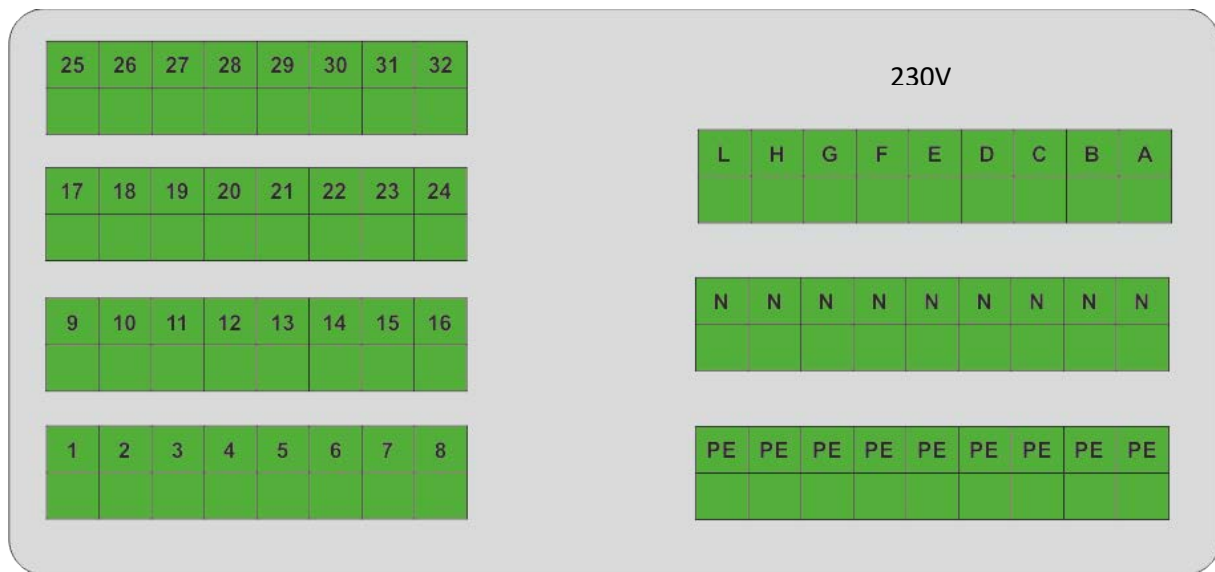 25 26 27 28 29 30 31 32
17 18 19 20 21 22 23 24
9 10 11 12 13 14 15 16
1 2 3 4 5 6 7 8
230V
L H G F E D C B A
N N N N N N N N N
PE PE PE PE PE PE PE PE PE